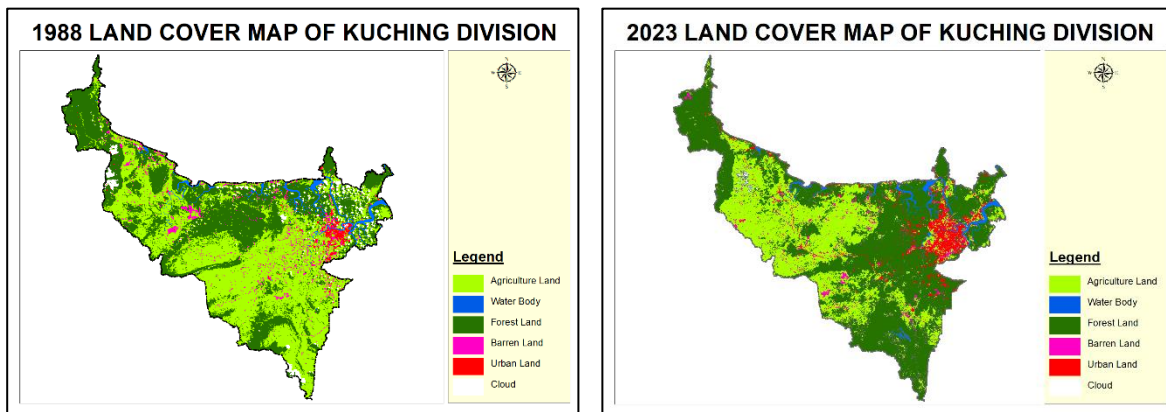 1988 LAND COVER MAP OF KUCHING DIVISION
N
W
E
S
Legend
Agriculture Land
Water Body
Forest Land
Barren Land
Urban Land
Cloud
2023 LAND COVER MAP OF KUCHING DIVISION
N
W
E
S
Legend
Agriculture Land
Water Body
Forest Land
Barren Land
Urban Land
Cloud